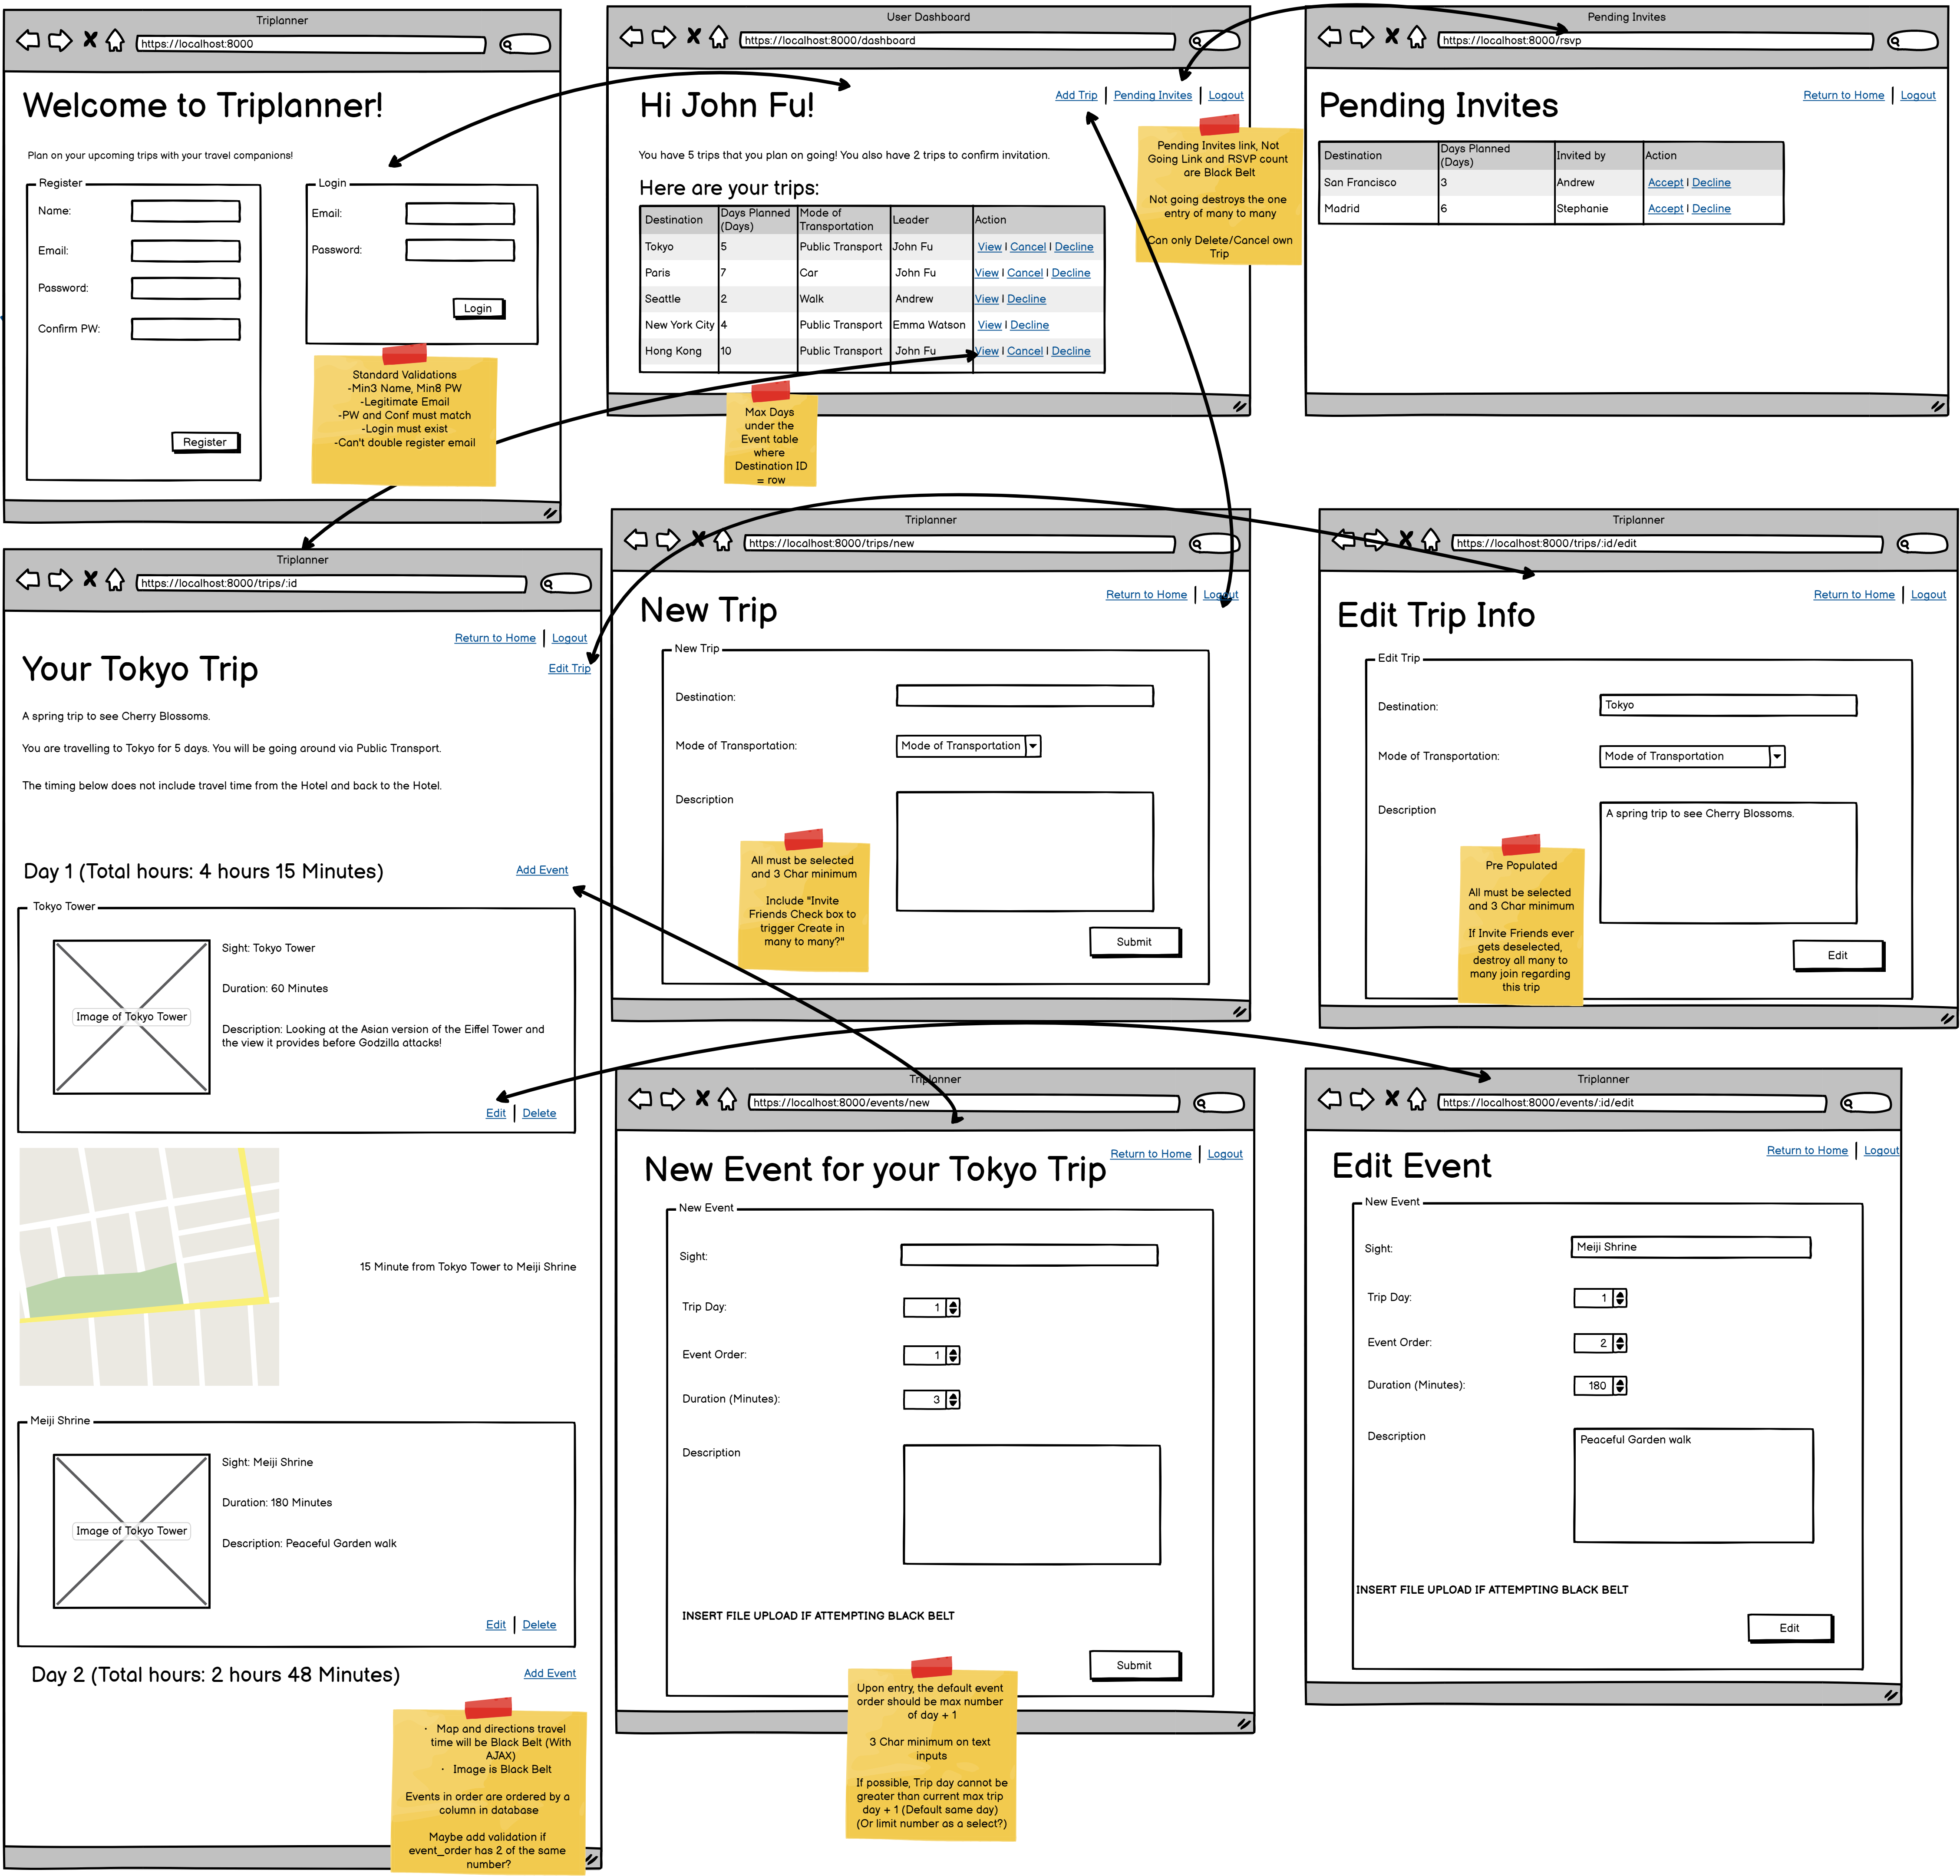 Triplanner
https://localhost:8000
Welcome to Triplanner!
Plan on your upcoming trips with your travel companions!
Register
Name:
Email:
Password:
Confirm PW:
Register
Login
Email:
Password:
Login
Standard Validations
-Min3 Name, Min8 PW
-Legitimate Email
-PW and Conf must match
-Login must exist
-Can't double register email
User Dashboard
https://localhost:8000/dashboard
Add Trip | Pending Invites | Logout
Hi John Fu!
You have 5 trips that you plan on going! You also have 2 trips to confirm invitation.
Here are your trips:
Destination Days Planned (Days) Mode of Transportation Leader Action
Tokyo 5 Public Transport John Fu View | Cancel | Decline
Paris 7 Car John Fu View | Cancel | Decline
Seattle 2 Walk Andrew View | Decline
New York City 4 Public Transport Emma Watson View | Decline
Hong Kong 10 Public Transport John Fu View | Cancel | Decline
Pending Invites link, Not
Going Link and RSVP count
are Black Belt
Not going destroys the one
entry of many to many
Can only Delete/Cancel own
Trip
Max Days
under the
Event table
where
Destination ID
= row
Pending Invites
https://localhost:8000/rsvp
Return to Home | Logout
Pending Invites
Destination Days Planned (Days) Invited by Action
San Francisco 3 Andrew Accept | Decline
Madrid 6 Stephanie Accept | Decline
Triplanner
https://localhost:8000/trips/:id
Return to Home | Logout
Your Tokyo Trip
Edit Trip
A spring trip to see Cherry Blossoms.
You are travelling to Tokyo for 5 days. You will be going around via Public Transport.
The timing below does not include travel time from the Hotel and back to the Hotel.
Day 1 (Total hours: 4 hours 15 Minutes)
Add Event
Tokyo Tower
Image of Tokyo Tower
Sight: Tokyo Tower
Duration: 60 Minutes
Description: Looking at the Asian version of the Eiffel Tower and
the view it provides before Godzilla attacks!
Edit | Delete
15 Minute from Tokyo Tower to Meiji Shrine
Meiji Shrine
Image of Tokyo Tower
Sight: Meiji Shrine
Duration: 180 Minutes
Description: Peaceful Garden walk
Edit | Delete
Day 2 (Total hours: 2 hours 48 Minutes)
Add Event
· Map and directions travel
time will be Black Belt (With
AJAX)
· Image is Black Belt
Events in order are ordered by a
column in database
Maybe add validation if
event_order has 2 of the same
number?
Triplanner
https://localhost:8000/trips/new
Return to Home | Logout
New Trip
New Trip
Destination:
Mode of Transportation:
Mode of Transportation
Description
All must be selected
and 3 Char minimum
Include "Invite
Friends Check box to
trigger Create in
many to many?"
Submit
Triplanner
https://localhost:8000/trips/:id/edit
Return to Home | Logout
Edit Trip Info
Edit Trip
Destination:
Tokyo
Mode of Transportation:
Mode of Transportation
Description
A spring trip to see Cherry Blossoms.
Pre Populated
All must be selected
and 3 Char minimum
If Invite Friends ever
gets deselected,
destroy all many to
many join regarding
this trip
Edit
Triplanner
https://localhost:8000/events/new
Return to Home | Logout
New Event for your Tokyo Trip
New Event
Sight:
Trip Day:
1
Event Order:
1
Duration (Minutes):
3
Description
INSERT FILE UPLOAD IF ATTEMPTING BLACK BELT
Submit
Upon entry, the default event
order should be max number
of day + 1
3 Char minimum on text
inputs
If possible, Trip day cannot be
greater than current max trip
day + 1 (Default same day)
(Or limit number as a select?)
Triplanner
https://localhost:8000/events/:id/edit
Return to Home | Logout
Edit Event
New Event
Sight:
Meiji Shrine
Trip Day:
1
Event Order:
2
Duration (Minutes):
180
Description
Peaceful Garden walk
INSERT FILE UPLOAD IF ATTEMPTING BLACK BELT
Edit